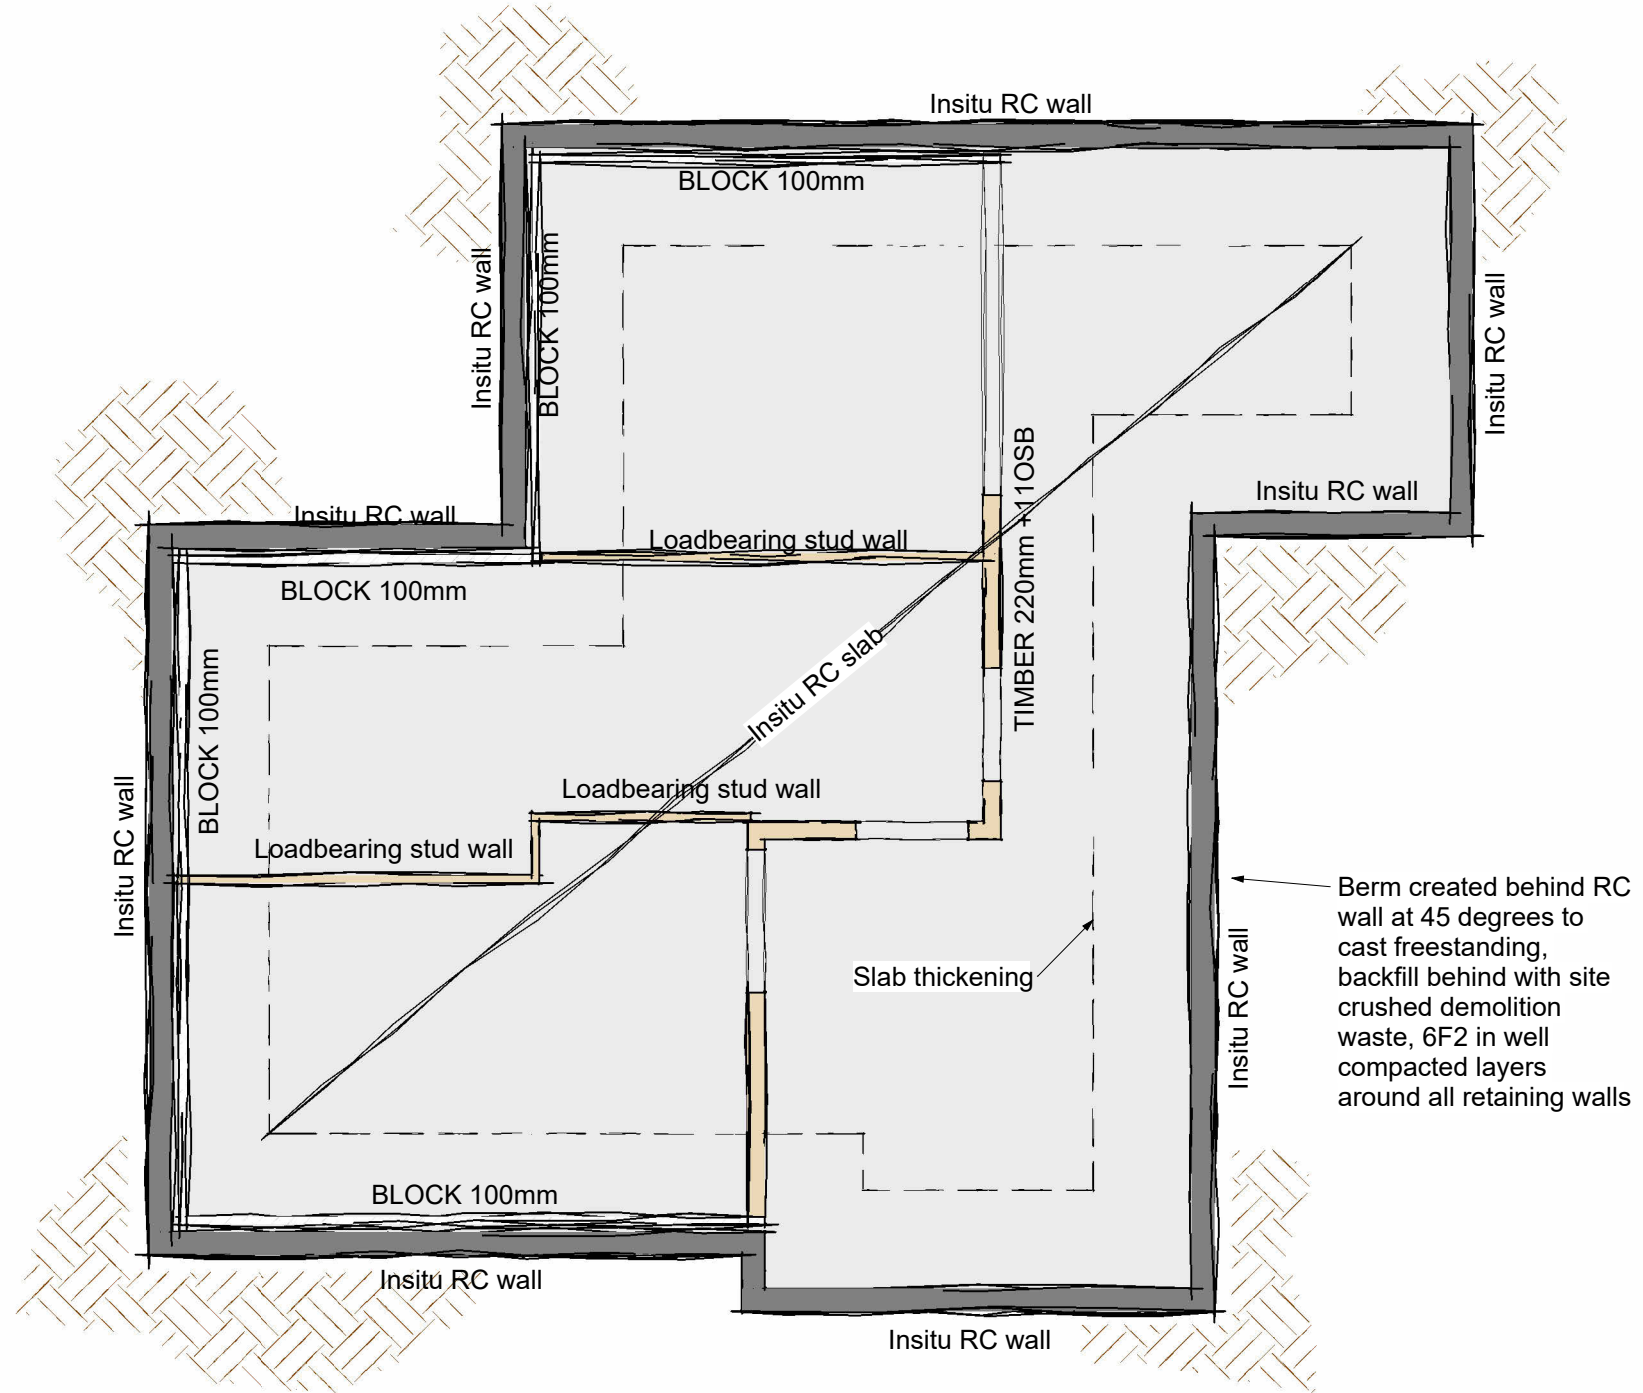 Insitu RC wall
BLOCK 100mm
Insitu RC wall
BLOCK 100mm
Insitu RC wall
Insitu RC wall
Insitu RC wall
Loadbearing stud wall
TIMBER 220mm +11OSB
BLOCK 100mm
BLOCK 100mm
Insitu RC slab
Loadbearing stud wall
Insitu RC wall
Loadbearing stud wall
Slab thickening
Insitu RC wall
Berm created behind RC
wall at 45 degrees to
cast freestanding,
backfill behind with site
crushed demolition
waste, 6F2 in well
compacted layers
around all retaining walls
BLOCK 100mm
Insitu RC wall
Insitu RC wall